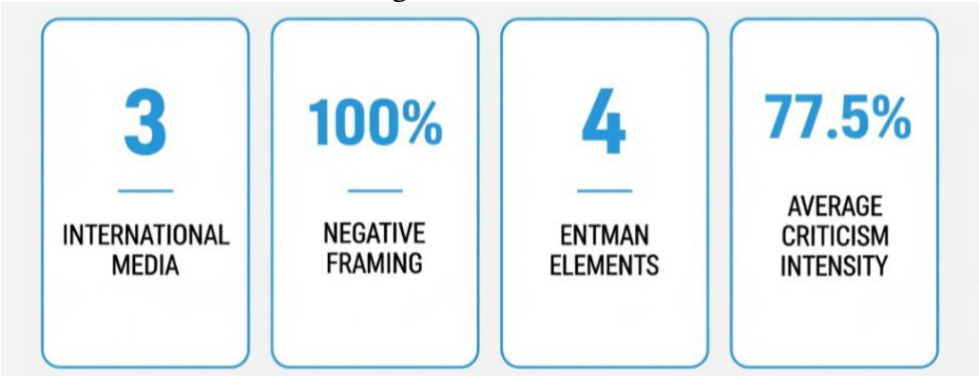 3
INTERNATIONAL
MEDIA
100%
NEGATIVE
FRAMING
4
ENTMAN
ELEMENTS
77.5%
AVERAGE
CRITICISM
INTENSITY